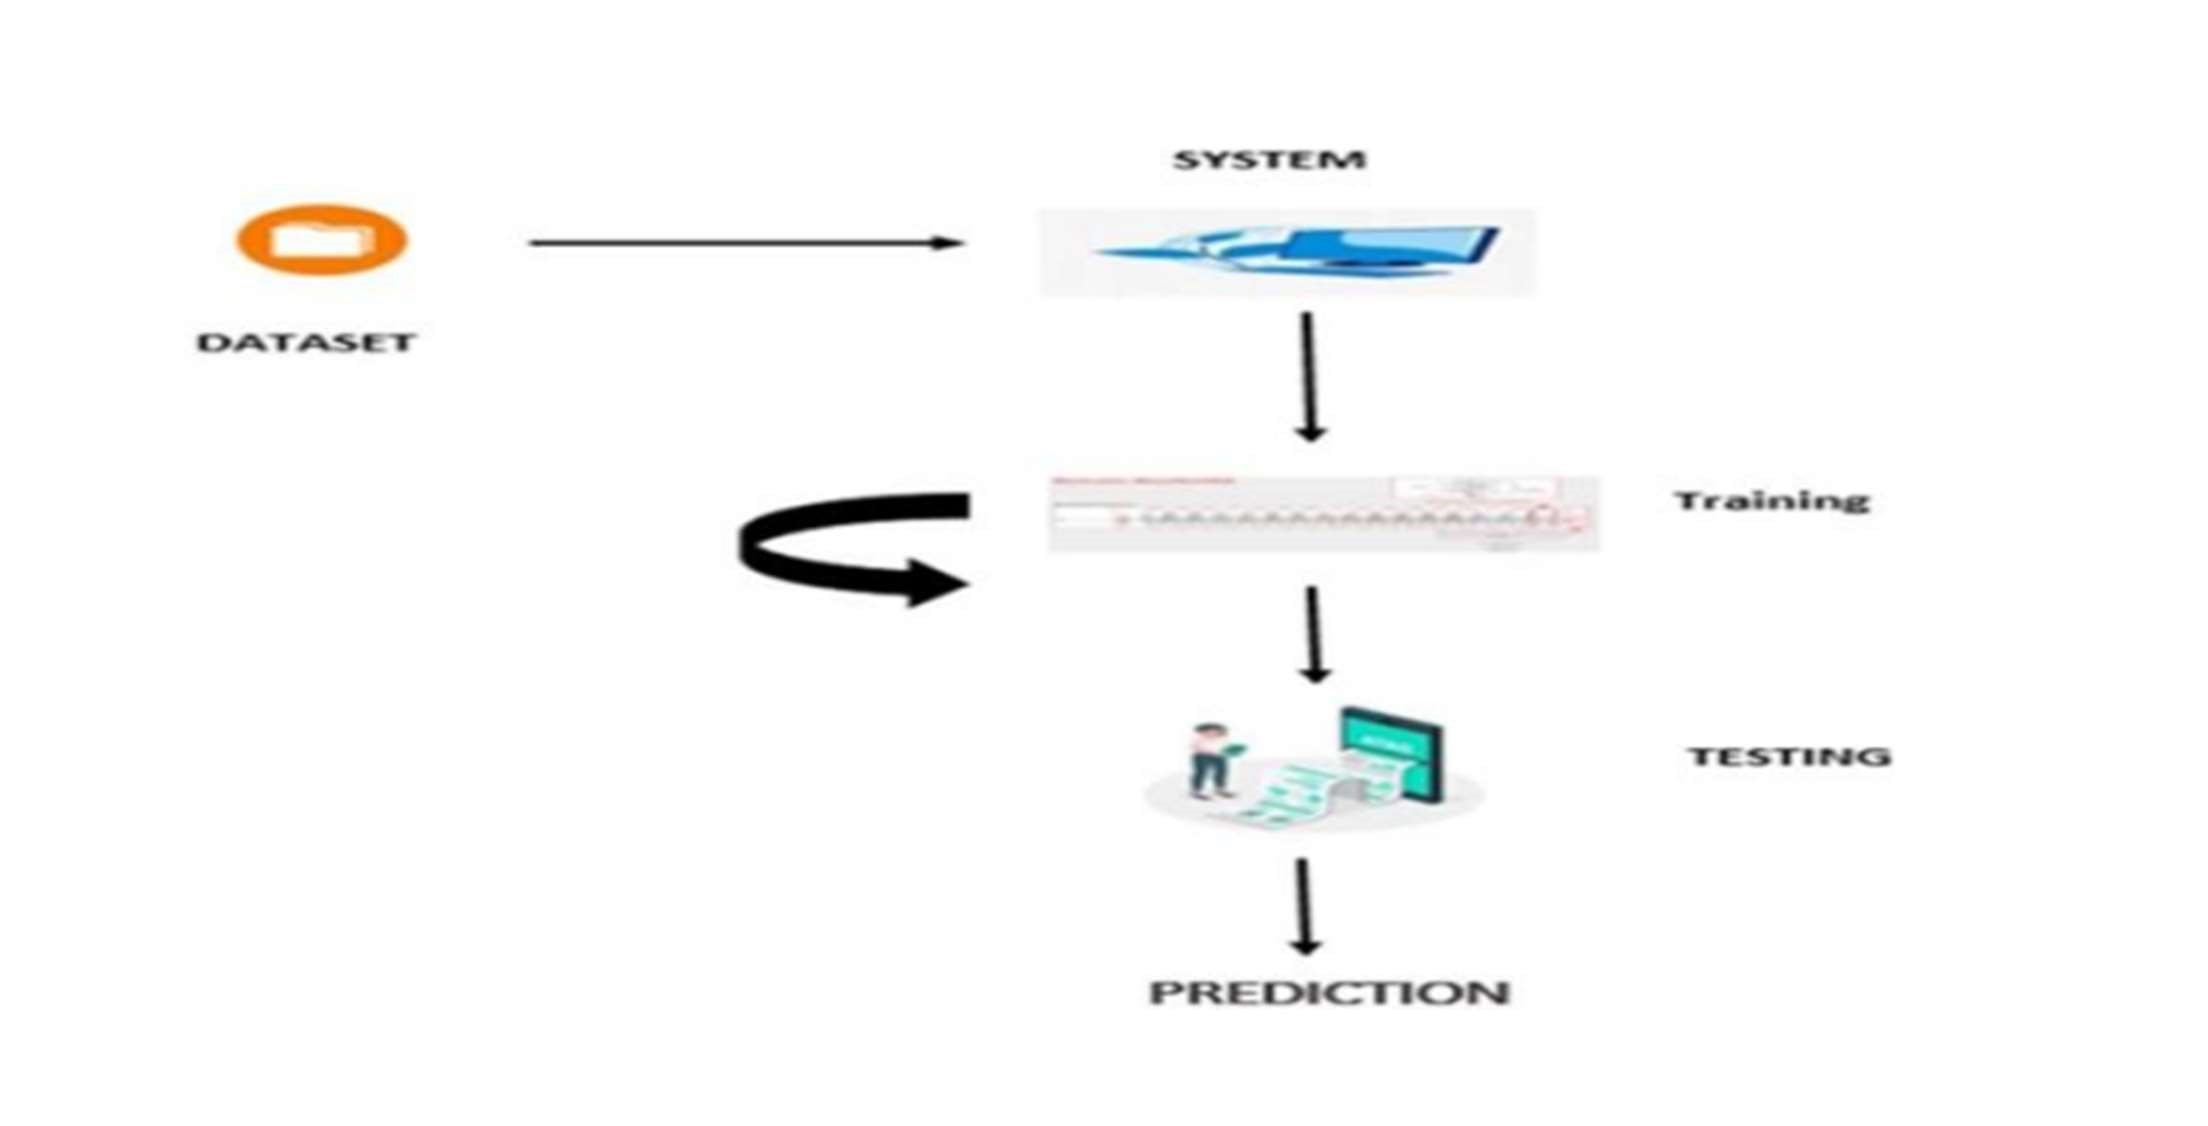 SYSTEM
DATASET
Training
TESTING
PREDICTION